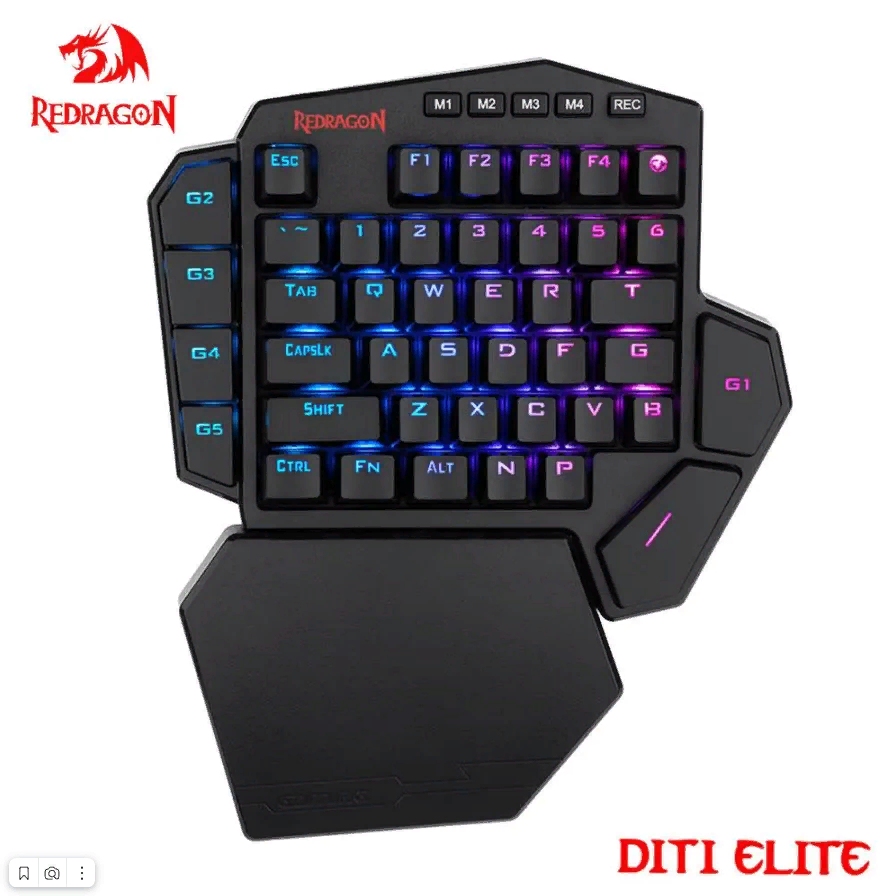 REDRAGON
M1 M2 M3 M4 REC
REDRAGON
Esc F1 F2 F3 F4
G2
` ~ 1 2 3 4 5 6
G3
TAB Q W E R T
G4
CAPSLK A S D F G
G1
SHIFT Z X C V B
G5
CTRL FN ALT N P
/
DITI ELITE